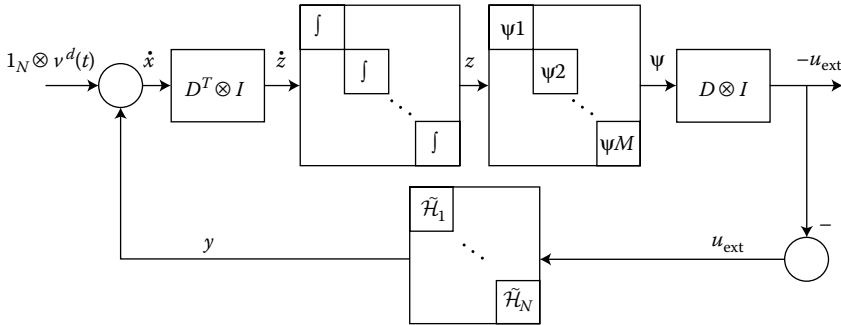 ∫
ψ1
1_N ⊗ ν^d(t)
ẋ
ż
∫
z
ψ2
ψ
−u_ext
D^T ⊗ I
D ⊗ I
⋱
⋱
∫
ψM
ℋ̃_1
−
y
⋱
u_ext
ℋ̃_N